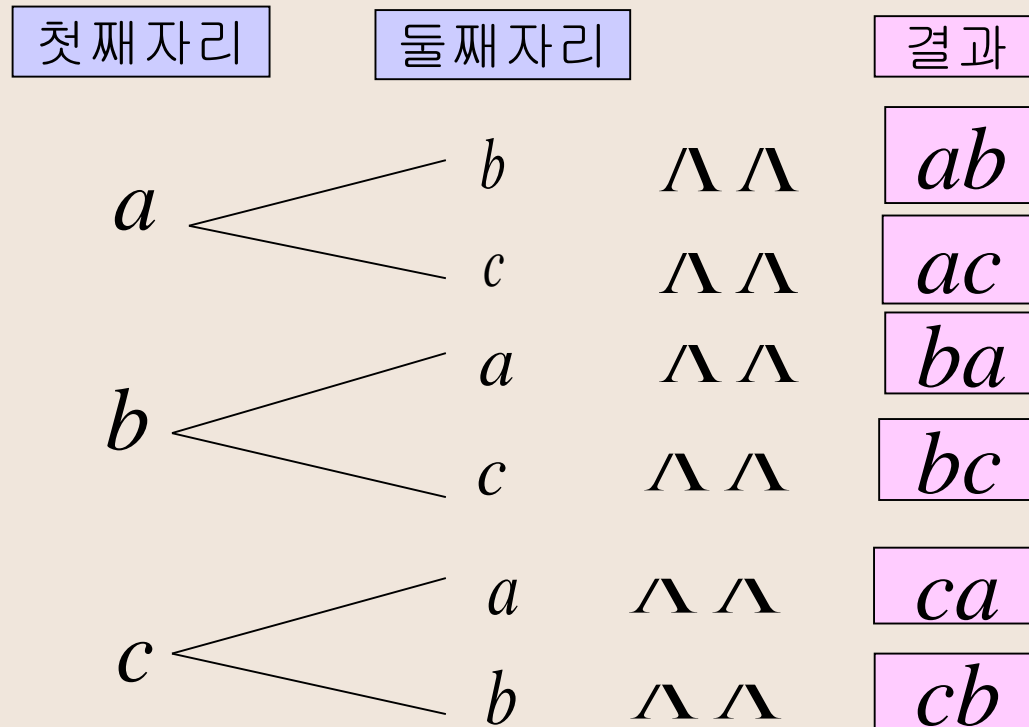 첫째자리 둘째자리 결과
b Λ Λ ab
a
c Λ Λ ac
a Λ Λ ba
b
c Λ Λ bc
a Λ Λ ca
c
b Λ Λ cb